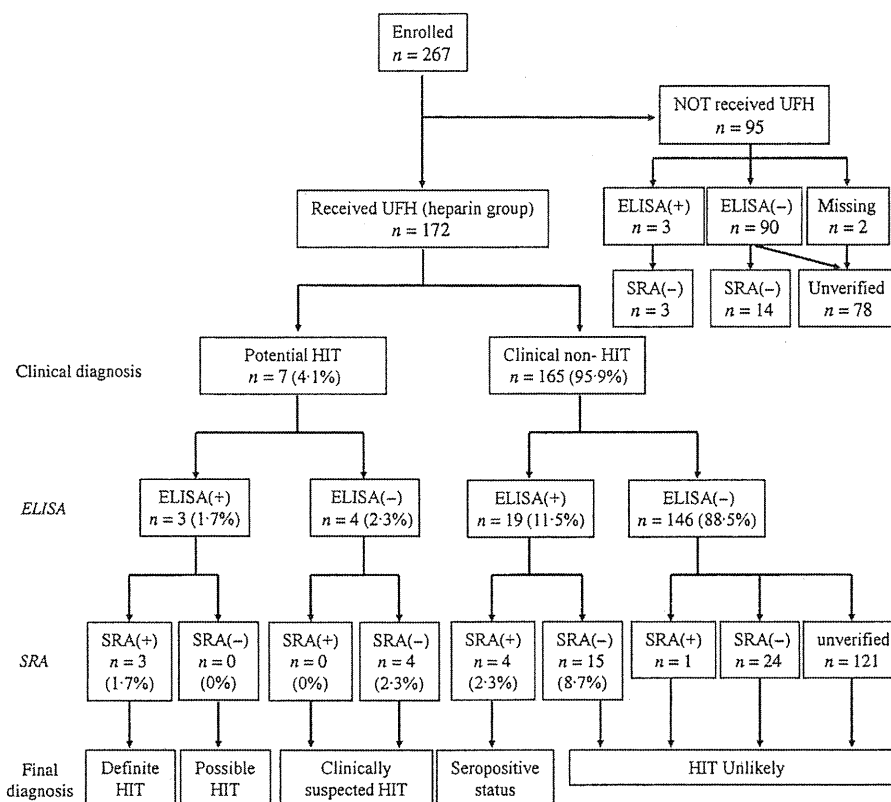 Enrolled
n = 267
NOT received UFH
n = 95
Received UFH (heparin group)
n = 172
ELISA(+)
n = 3
ELISA(–)
n = 90
Missing
n = 2
SRA(–)
n = 3
SRA(–)
n = 14
Unverified
n = 78
Clinical diagnosis
Potential HIT
n = 7 (4·1%)
Clinical non- HIT
n = 165 (95·9%)
ELISA
ELISA(+)
n = 3 (1·7%)
ELISA(–)
n = 4 (2·3%)
ELISA(+)
n = 19 (11·5%)
ELISA(–)
n = 146 (88·5%)
SRA
SRA(+)
n = 3
(1·7%)
SRA(–)
n = 0
(0%)
SRA(+)
n = 0
(0%)
SRA(–)
n = 4
(2·3%)
SRA(+)
n = 4
(2·3%)
SRA(–)
n = 15
(8·7%)
SRA(+)
n = 1
SRA(–)
n = 24
unverified
n = 121
Final
diagnosis
Definite
HIT
Possible
HIT
Clinically
suspected HIT
Seropositive
status
HIT Unlikely